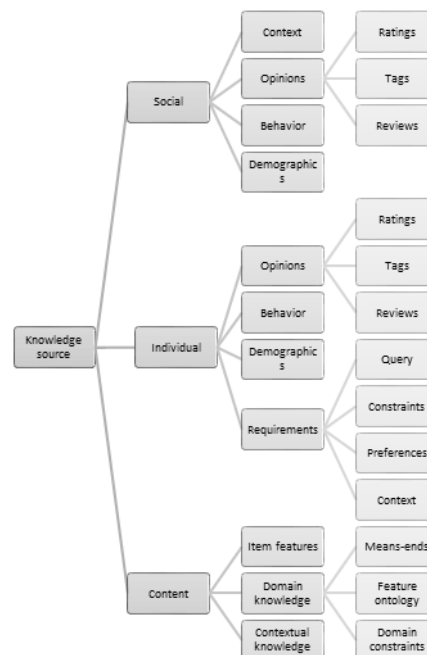 Context
Ratings
Social
Opinions
Tags
Behavior
Reviews
Demographic
s
Ratings
Opinions
Tags
Behavior
Reviews
Knowledge
source
Individual
Demographic
s
Query
Constraints
Requirements
Preferences
Context
Item features
Means-ends
Content
Domain
knowledge
Feature
ontology
Contextual
knowledge
Domain
constraints